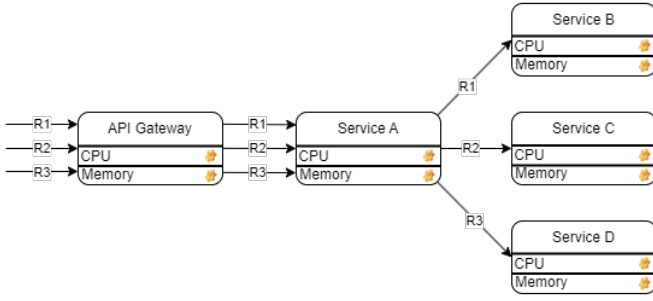 Service B
CPU
Memory
R1
R1 API Gateway R1 Service A
R2 CPU R2 CPU R2
R3 Memory R3 Memory
Service C
CPU
Memory
R3
Service D
CPU
Memory